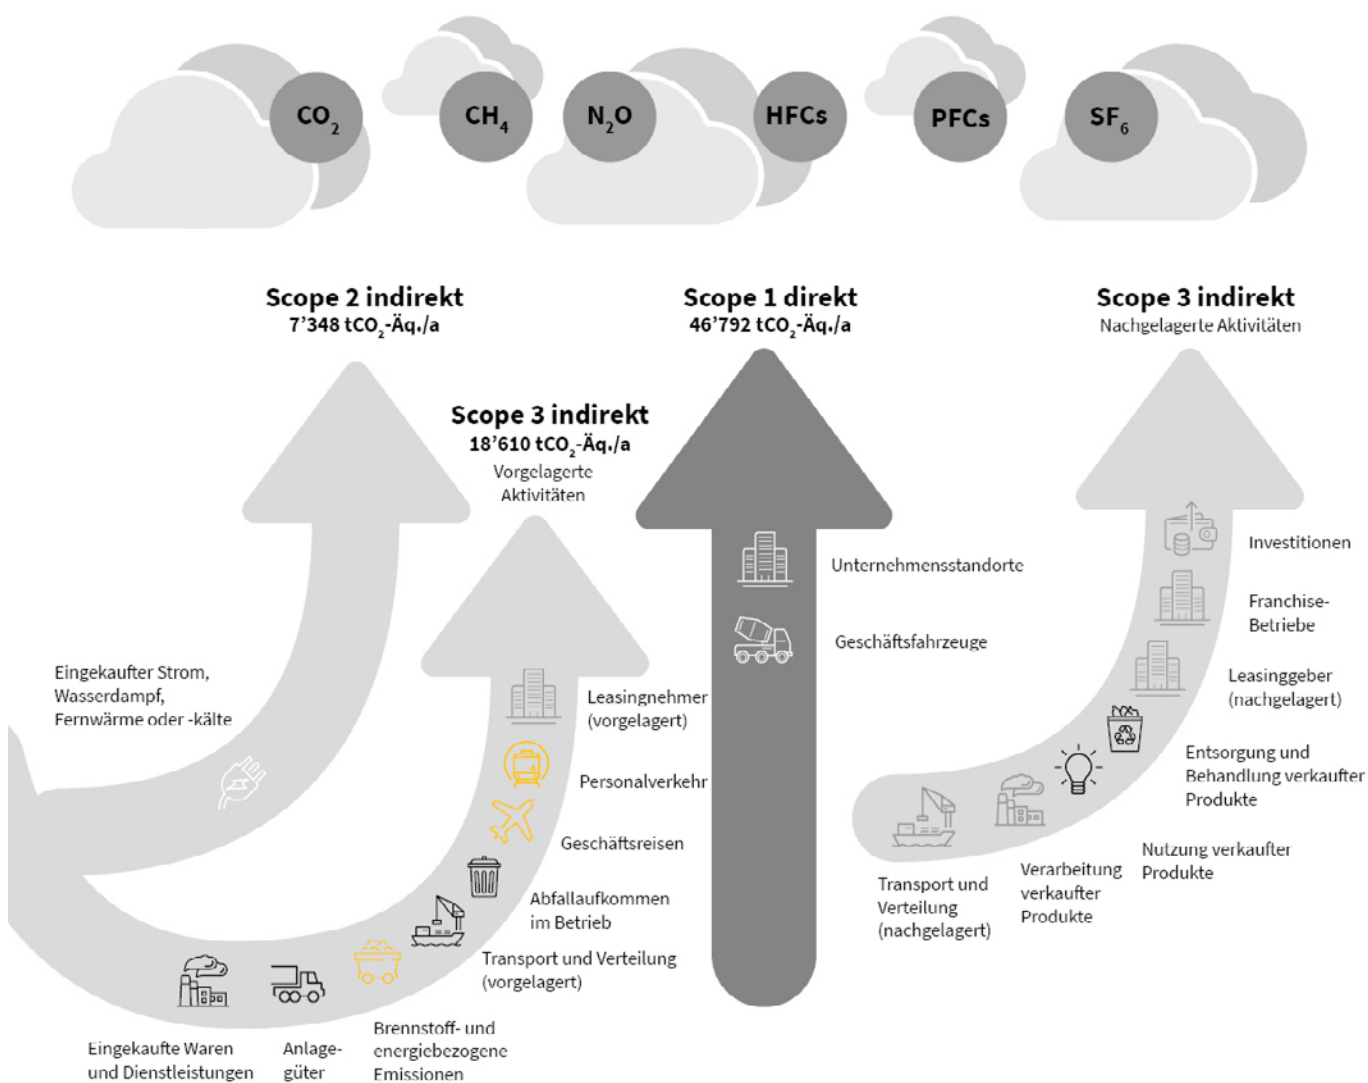 CO₂
CH₄
N₂O
HFCs
PFCs
SF₆
Scope 2 indirekt
7’348 tCO₂-Äq./a
Scope 1 direkt
46’792 tCO₂-Äq./a
Scope 3 indirekt
Nachgelagerte Aktivitäten
Scope 3 indirekt
18’610 tCO₂-Äq./a
Vorgelagerte
Aktivitäten
Eingekaufter Strom,
Wasserdampf,
Fernwärme oder -kälte
Leasingnehmer
(vorgelagert)
Personalverkehr
Geschäftsreisen
Abfallaufkommen
im Betrieb
Transport und Verteilung
(vorgelagert)
Brennstoff- und
energiebezogene
Emissionen
Anlage-
güter
Eingekaufte Waren
und Dienstleistungen
Unternehmensstandorte
Geschäftsfahrzeuge
Investitionen
Franchise-
Betriebe
Leasinggeber
(nachgelagert)
Entsorgung und
Behandlung verkaufter
Produkte
Nutzung verkaufter
Produkte
Verarbeitung
verkaufter
Produkte
Transport und
Verteilung
(nachgelagert)